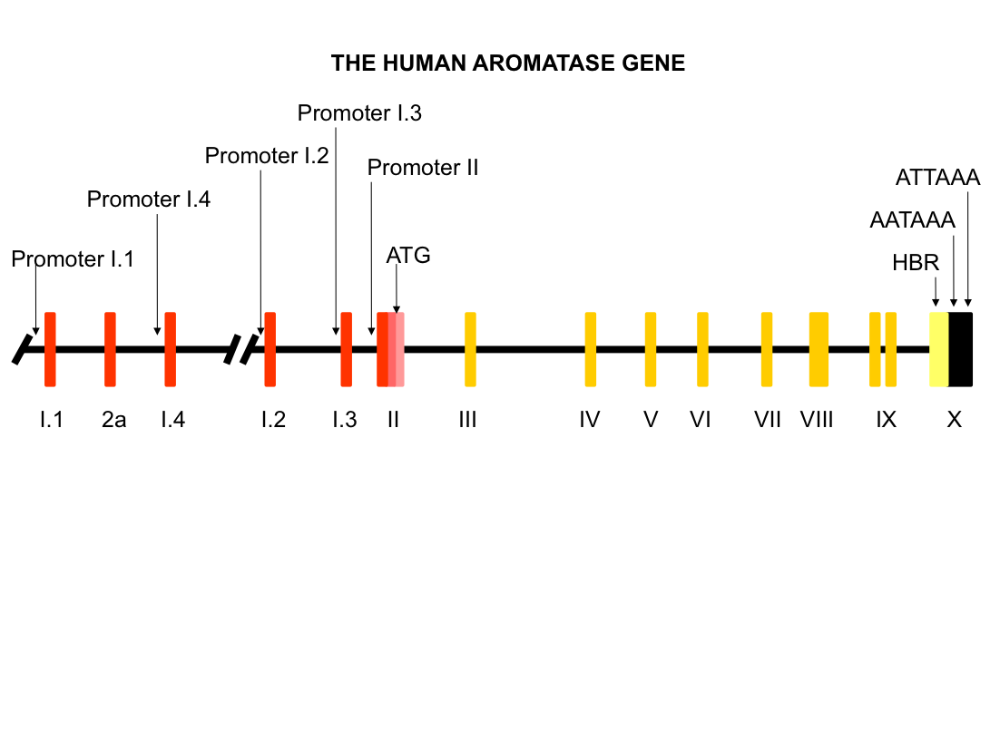 THE HUMAN AROMATASE GENE
Promoter I.3
Promoter I.2
Promoter II
ATTAAA
Promoter I.4
AATAAA
Promoter I.1
ATG
HBR
I.1 2a I.4 I.2 I.3 II III IV V VI VII VIII IX X